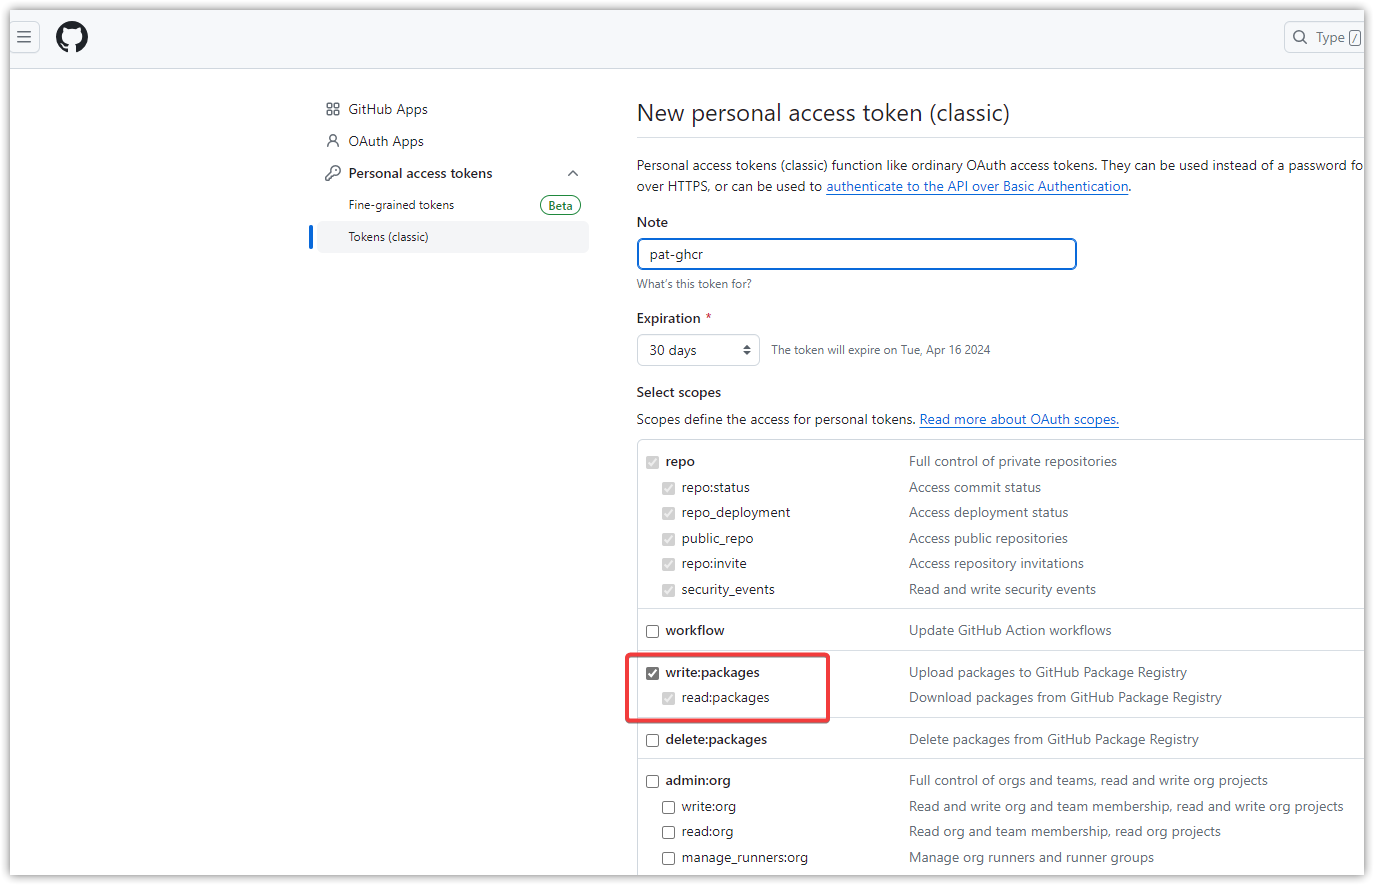 Type /
GitHub Apps
OAuth Apps
Personal access tokens
Fine-grained tokens Beta
Tokens (classic)
New personal access token (classic)
Personal access tokens (classic) function like ordinary OAuth access tokens. They can be used instead of a password fo
over HTTPS, or can be used to authenticate to the API over Basic Authentication.
Note
pat-ghcr
What's this token for?
Expiration *
30 days The token will expire on Tue, Apr 16 2024
Select scopes
Scopes define the access for personal tokens. Read more about OAuth scopes.
repo Full control of private repositories
repo:status Access commit status
repo_deployment Access deployment status
public_repo Access public repositories
repo:invite Access repository invitations
security_events Read and write security events
workflow Update GitHub Action workflows
write:packages Upload packages to GitHub Package Registry
read:packages Download packages from GitHub Package Registry
delete:packages Delete packages from GitHub Package Registry
admin:org Full control of orgs and teams, read and write org projects
write:org Read and write org and team membership, read and write org projects
read:org Read org and team membership, read org projects
manage_runners:org Manage org runners and runner groups